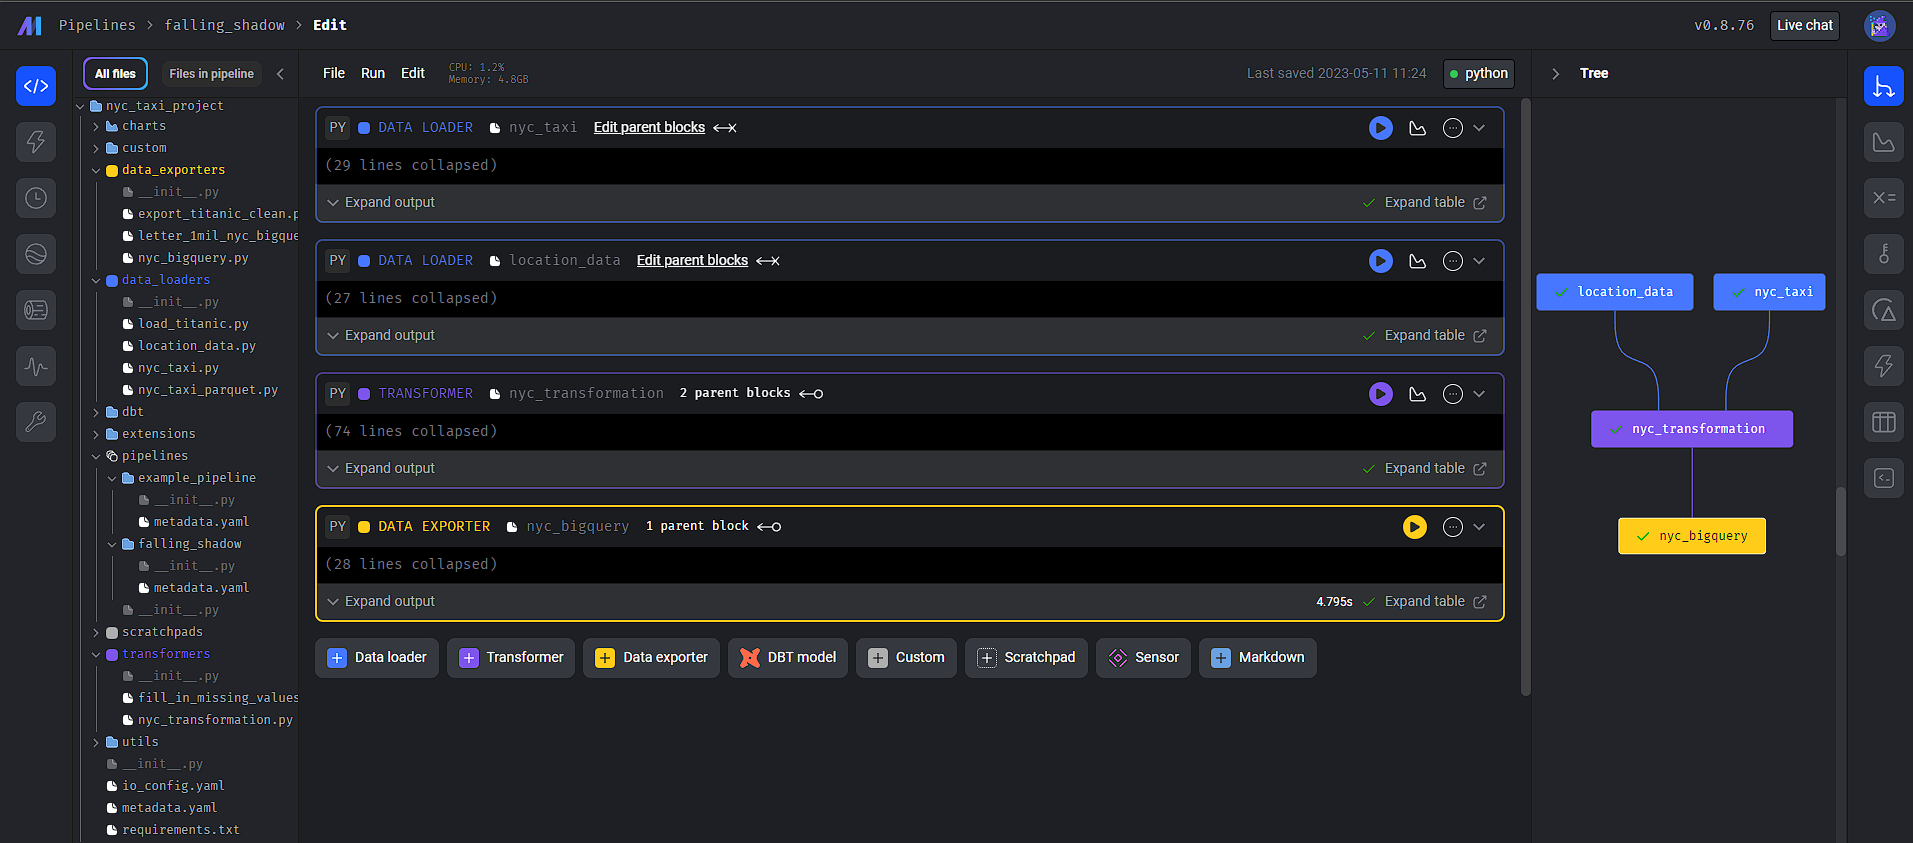 Pipelines > falling_shadow > Edit
v0.8.76
Live chat
All files
Files in pipeline
nyc_taxi_project
charts
custom
data_exporters
__init__.py
export_titanic_clean.p
letter_1mil_nyc_bigque
nyc_bigquery.py
data_loaders
__init__.py
load_titanic.py
location_data.py
nyc_taxi.py
nyc_taxi_parquet.py
dbt
extensions
pipelines
example_pipeline
__init__.py
metadata.yaml
falling_shadow
__init__.py
metadata.yaml
__init__.py
scratchpads
transformers
__init__.py
fill_in_missing_values
nyc_transformation.py
utils
__init__.py
io_config.yaml
metadata.yaml
requirements.txt
File Run Edit
CPU: 1.2%
Memory: 4.8GB
Last saved 2023-05-11 11:24
python
PY DATA LOADER nyc_taxi Edit parent blocks
(29 lines collapsed)
Expand output Expand table
PY DATA LOADER location_data Edit parent blocks
(27 lines collapsed)
Expand output Expand table
PY TRANSFORMER nyc_transformation 2 parent blocks
(74 lines collapsed)
Expand output Expand table
PY DATA EXPORTER nyc_bigquery 1 parent block
(28 lines collapsed)
Expand output 4.795s Expand table
Data loader Transformer Data exporter DBT model Custom Scratchpad Sensor Markdown
Tree
location_data nyc_taxi
nyc_transformation
nyc_bigquery